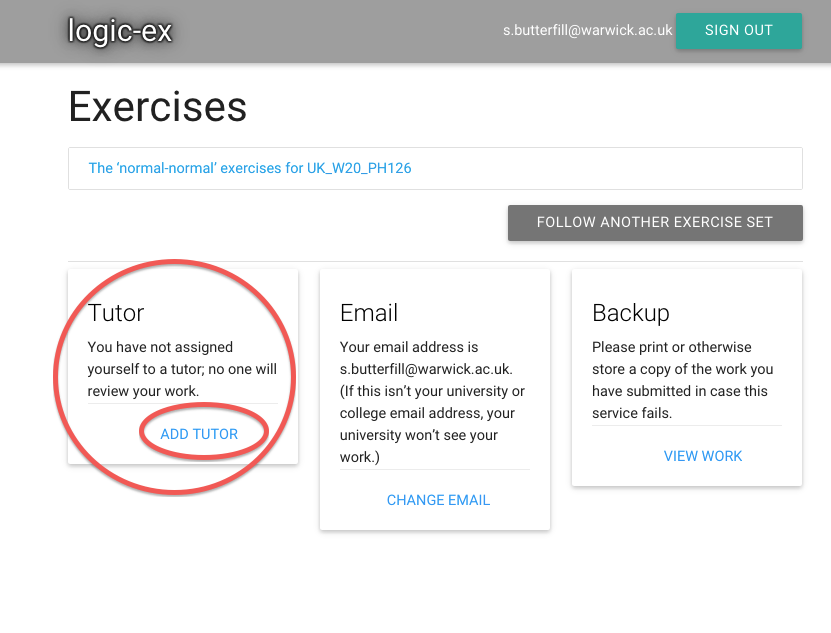 logic-ex
s.butterfill@warwick.ac.uk
SIGN OUT
Exercises
The ‘normal-normal’ exercises for UK_W20_PH126
FOLLOW ANOTHER EXERCISE SET
Tutor
You have not assigned
yourself to a tutor; no one will
review your work.
ADD TUTOR
Email
Your email address is
s.butterfill@warwick.ac.uk.
(If this isn’t your university or
college email address, your
university won’t see your
work.)
CHANGE EMAIL
Backup
Please print or otherwise
store a copy of the work you
have submitted in case this
service fails.
VIEW WORK